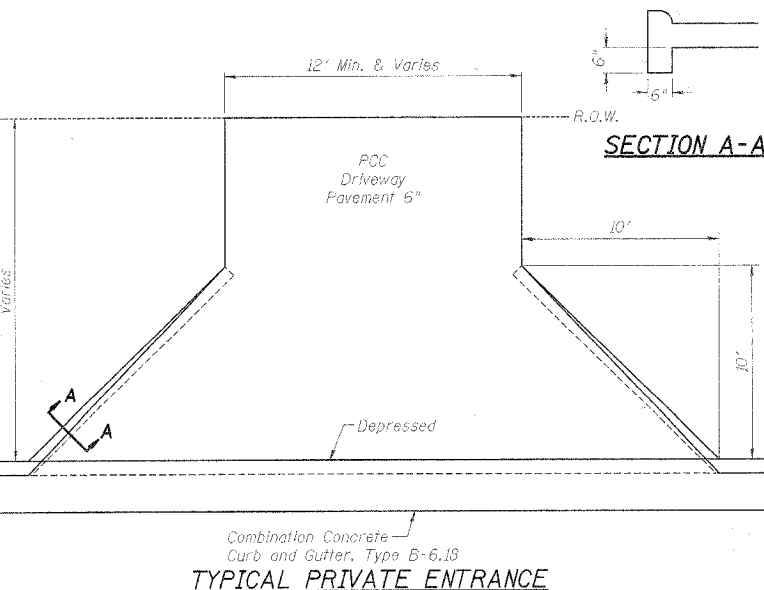 12' Min. & Varies
6"
6"
R.O.W.
SECTION A-A
PCC
Driveway
Pavement 6"
10'
Varies
10'
A
A
Depressed
Combination Concrete
Curb and Gutter, Type B-6.18
TYPICAL PRIVATE ENTRANCE